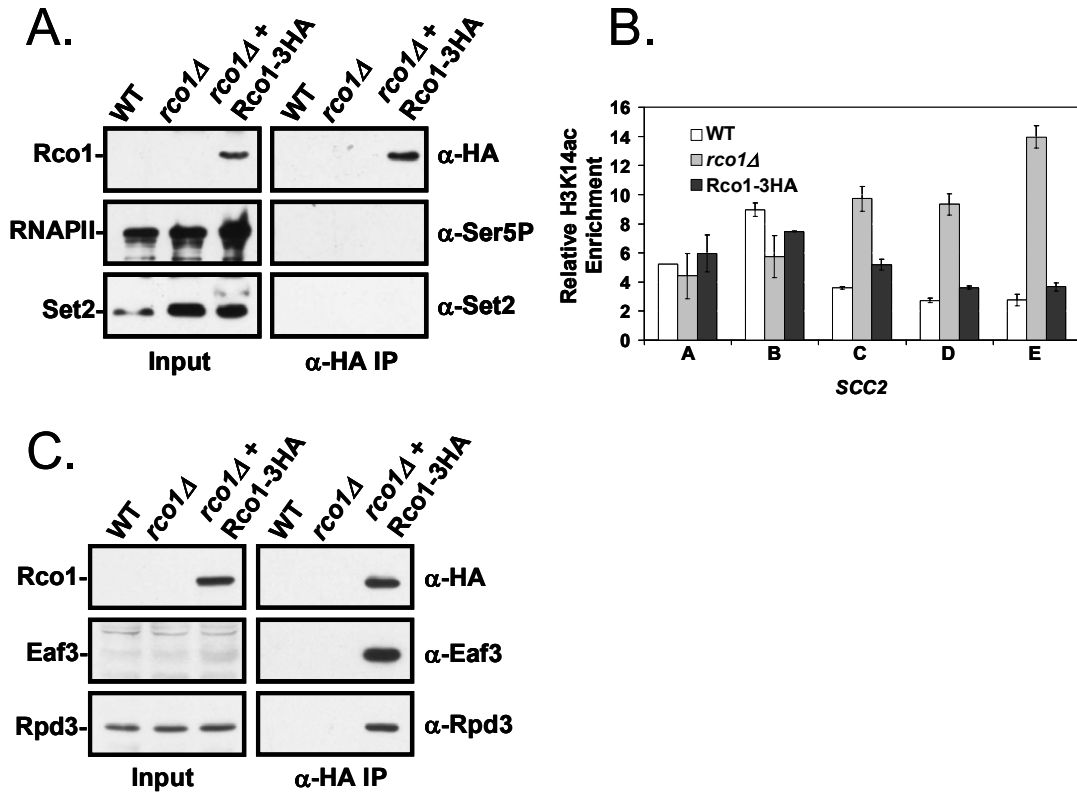 A.
WT
rco1Δ
rco1Δ +
Rco1-3HA
WT
rco1Δ
rco1Δ +
Rco1-3HA
Rco1-
α-HA
RNAPII-
α-Ser5P
Set2-
α-Set2
Input
α-HA IP
B.
Relative H3K14ac
Enrichment
16
14
12
10
8
6
4
2
0
WT
rco1Δ
Rco1-3HA
A B C D E
SCC2
C.
WT
rco1Δ
rco1Δ +
Rco1-3HA
WT
rco1Δ
rco1Δ +
Rco1-3HA
Rco1-
α-HA
Eaf3-
α-Eaf3
Rpd3-
α-Rpd3
Input
α-HA IP